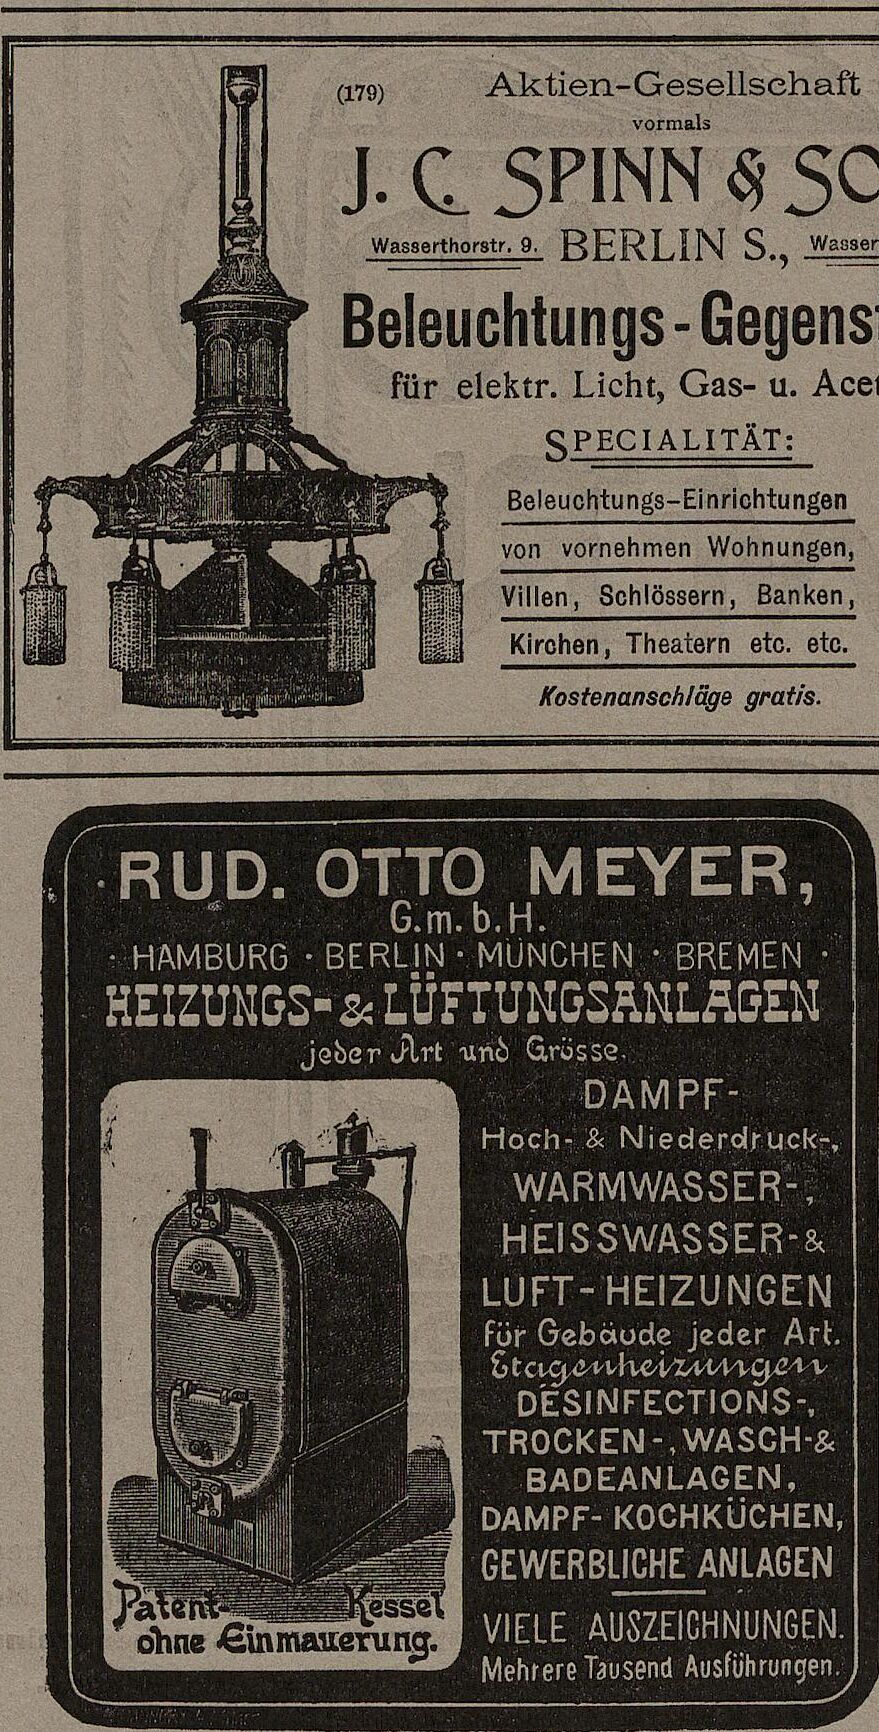 (179)
Aktien-Gesellschaft
vormals
J. C. SPINN & SO
Wasserthorstr. 9. BERLIN S., Wasser
Beleuchtungs-Gegens
für elektr. Licht, Gas- u. Acet
SPECIALITÄT:
Beleuchtungs-Einrichtungen
von vornehmen Wohnungen,
Villen, Schlössern, Banken,
Kirchen, Theatern etc. etc.
Kostenanschläge gratis.
RUD. OTTO MEYER,
G.m.b.H.
· HAMBURG · BERLIN · MÜNCHEN · BREMEN ·
HEIZUNGS- & LÜFTUNGSANLAGEN
jeder Art und Grösse.
DAMPF-
Hoch- & Niederdruck-,
WARMWASSER-,
HEISSWASSER- &
LUFT-HEIZUNGEN
für Gebäude jeder Art.
Etagenheizungen
DESINFECTIONS-,
TROCKEN-, WASCH- &
BADEANLAGEN,
DAMPF-KOCHKÜCHEN,
GEWERBLICHE ANLAGEN
VIELE AUSZEICHNUNGEN.
Mehrere Tausend Ausführungen.
Patent- Kessel
ohne Einmauerung.